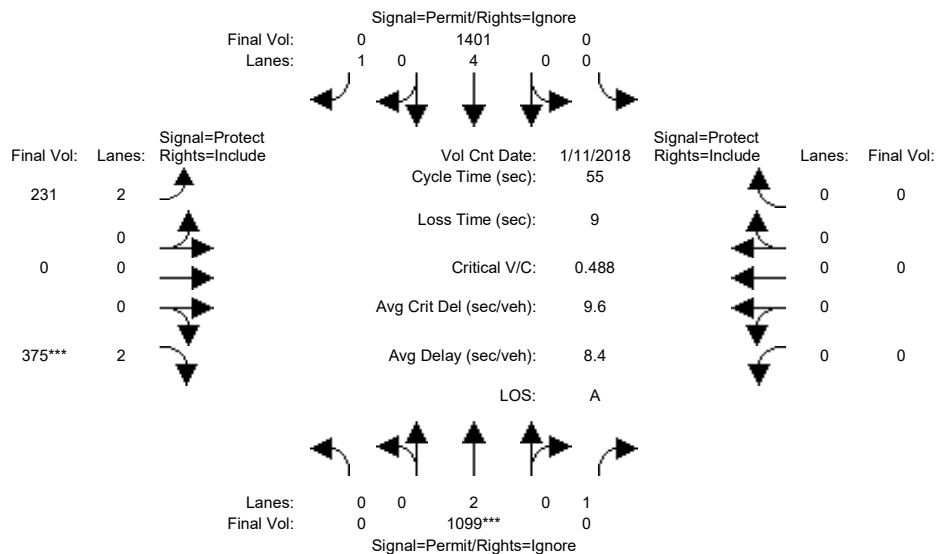 Signal=Permit/Rights=Ignore
Final Vol: 0 1401 0
Lanes: 1 0 4 0 0
Signal=Protect Signal=Protect
Final Vol: Lanes: Rights=Include Vol Cnt Date: 1/11/2018 Rights=Include Lanes: Final Vol:
Cycle Time (sec): 55
231 2 0 0
Loss Time (sec): 9
0 0
0 0 Critical V/C: 0.488 0 0
0 Avg Crit Del (sec/veh): 9.6 0
375*** 2 Avg Delay (sec/veh): 8.4 0 0
LOS: A
Lanes: 0 0 2 0 1
Final Vol: 0 1099*** 0
Signal=Permit/Rights=Ignore